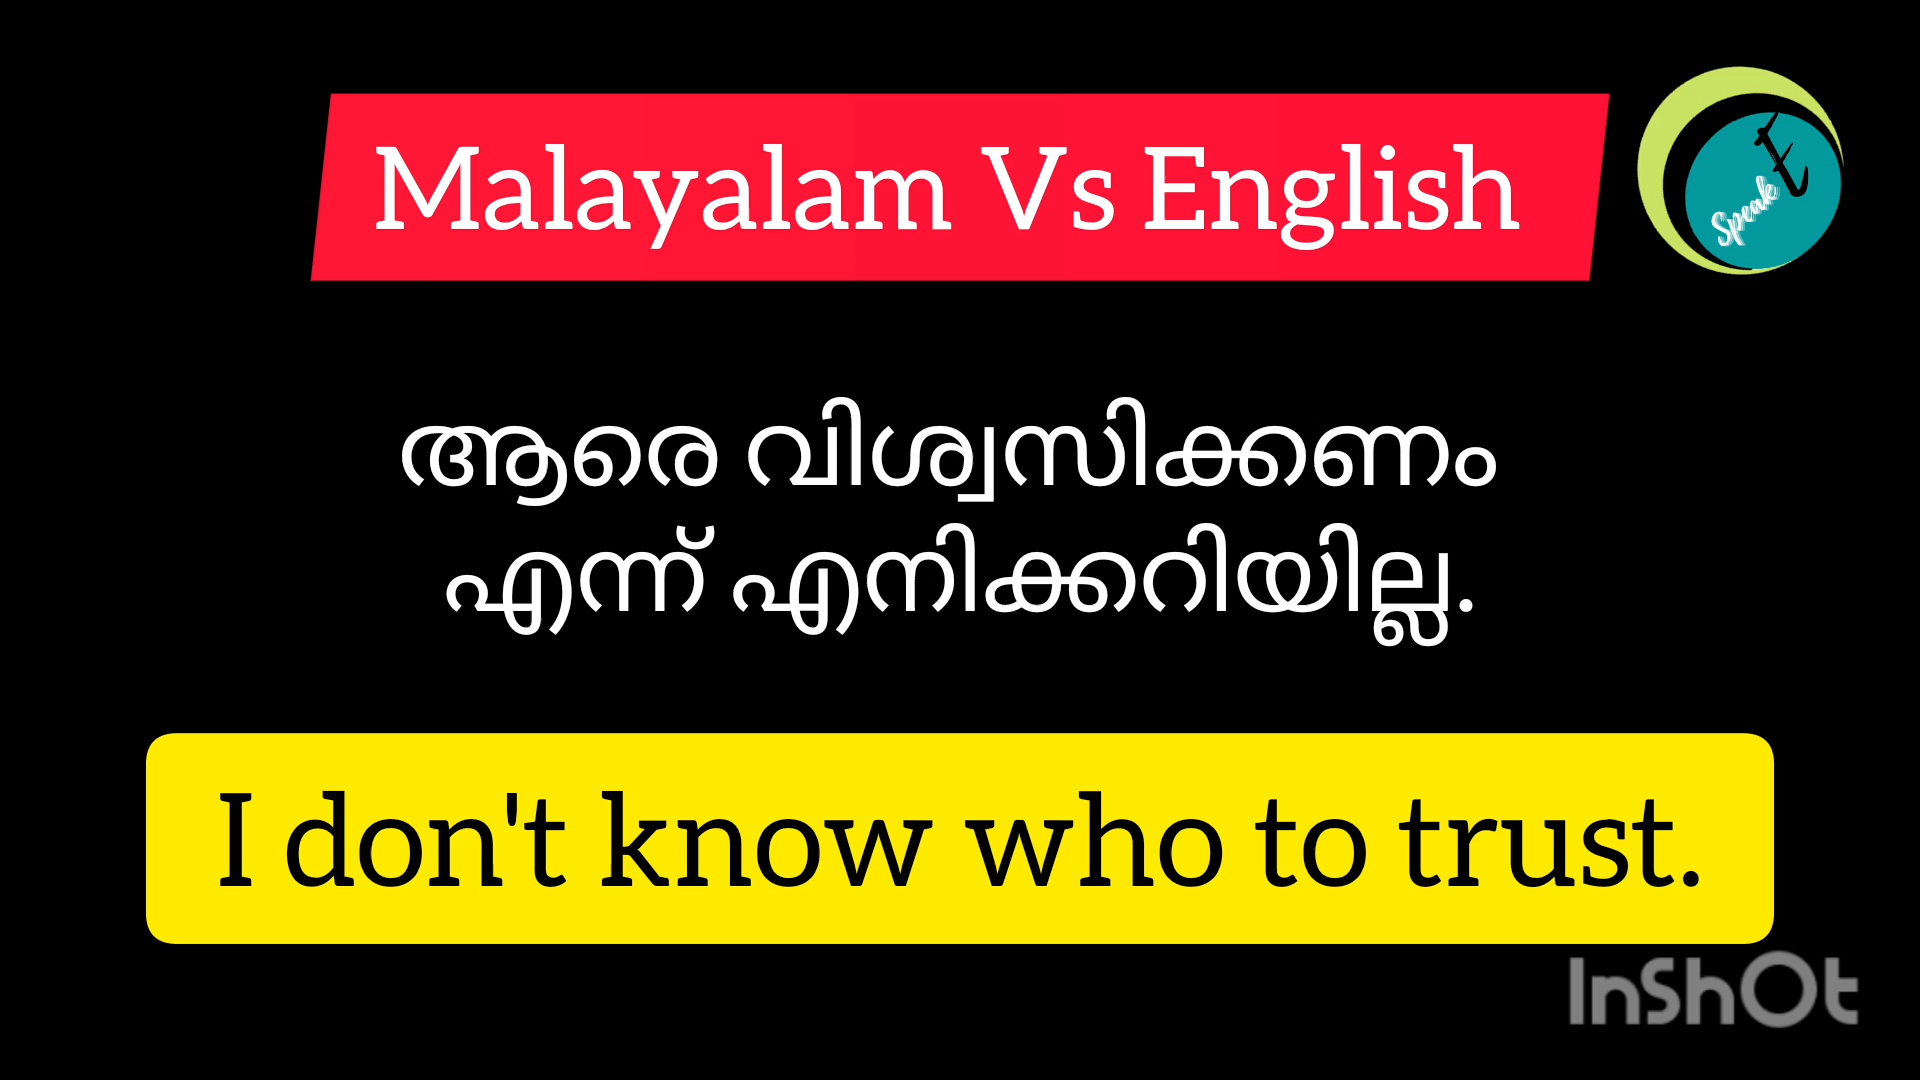 Malayalam Vs English
Speak E
ആരെ വിശ്വസിക്കണം
എന്ന് എനിക്കറിയില്ല.
I don't know who to trust.
InShOt